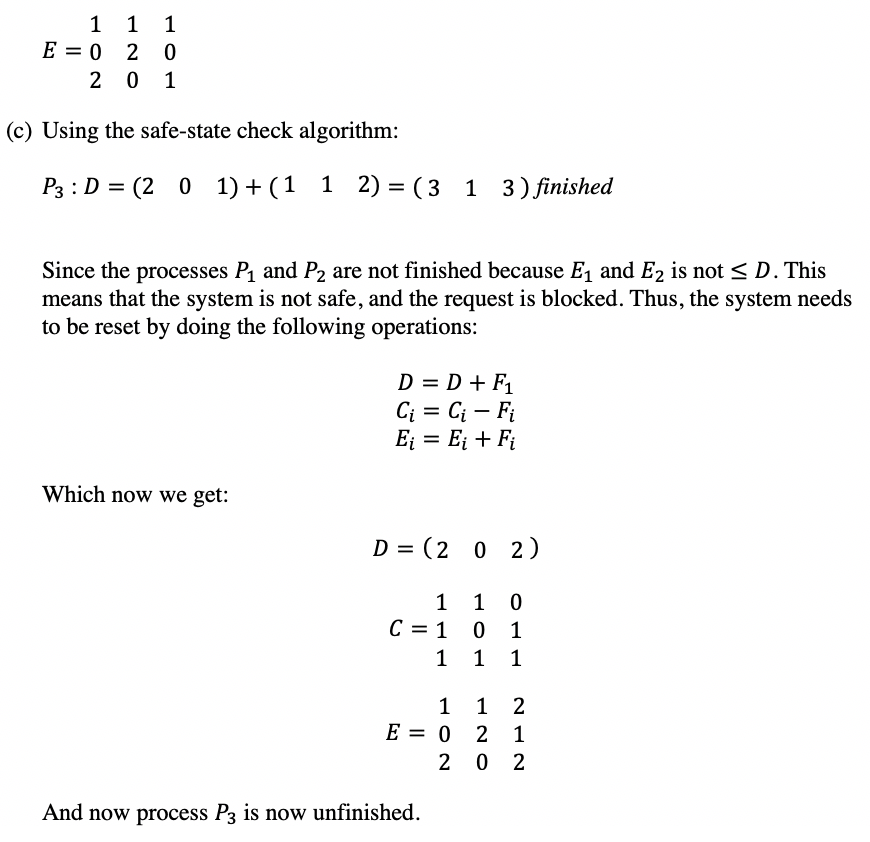 1 1 1
E = 0 2 0
2 0 1
(c) Using the safe-state check algorithm:
P₃ : D = (2 0 1) + (1 1 2) = (3 1 3) finished
Since the processes P₁ and P₂ are not finished because E₁ and E₂ is not ≤ D. This
means that the system is not safe, and the request is blocked. Thus, the system needs
to be reset by doing the following operations:
D = D + F₁
Cᵢ = Cᵢ − Fᵢ
Eᵢ = Eᵢ + Fᵢ
Which now we get:
D = (2 0 2)
1 1 0
C = 1 0 1
1 1 1
1 1 2
E = 0 2 1
2 0 2
And now process P₃ is now unfinished.